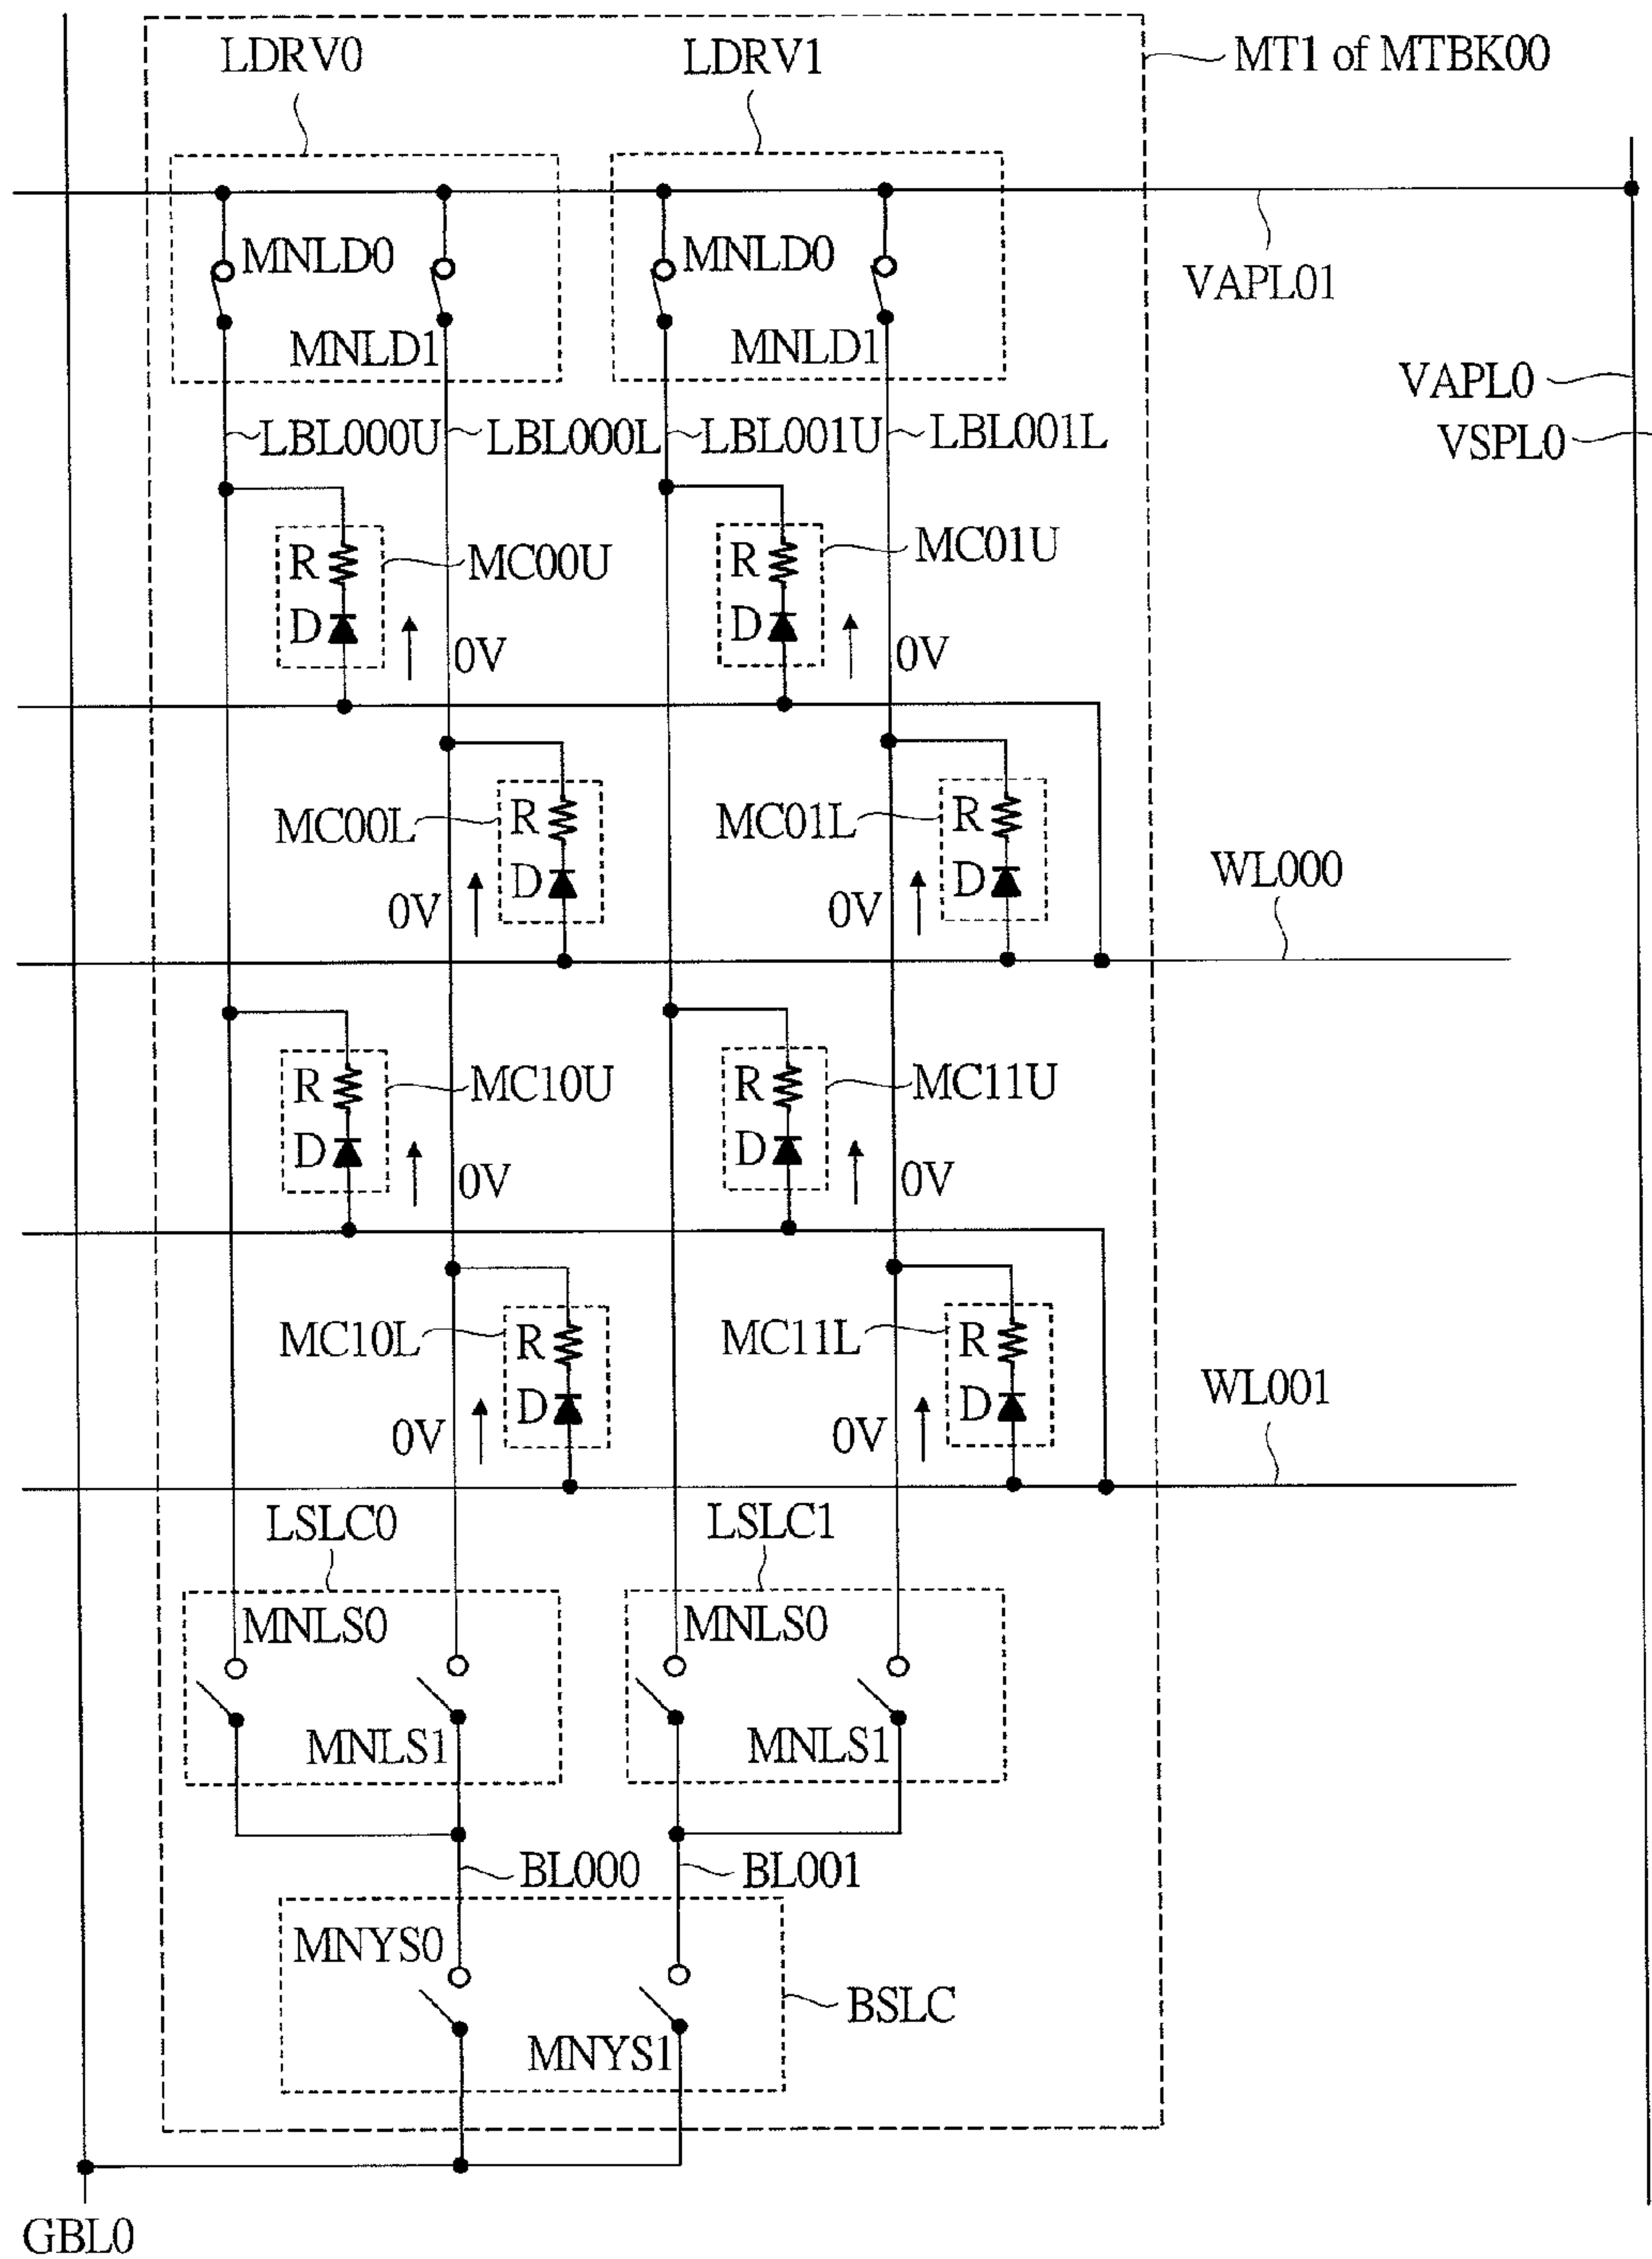 LDRV0
LDRV1
MT1 of MTBK00
MNLD0
MNLD0
VAPL01
MNLD1
MNLD1
VAPL0
LBL000U
LBL000L
LBL001U
LBL001L
VSPL0
R
MC00U
R
MC01U
D
0V
D
0V
MC00L
R
MC01L
R
WL000
0V
D
0V
D
R
MC10U
R
MC11U
D
0V
D
0V
MC10L
R
MC11L
R
WL001
0V
D
0V
D
LSLC0
LSLC1
MNLS0
MNLS0
MNLS1
MNLS1
BL000
BL001
MNYS0
BSLC
MNYS1
GBL0